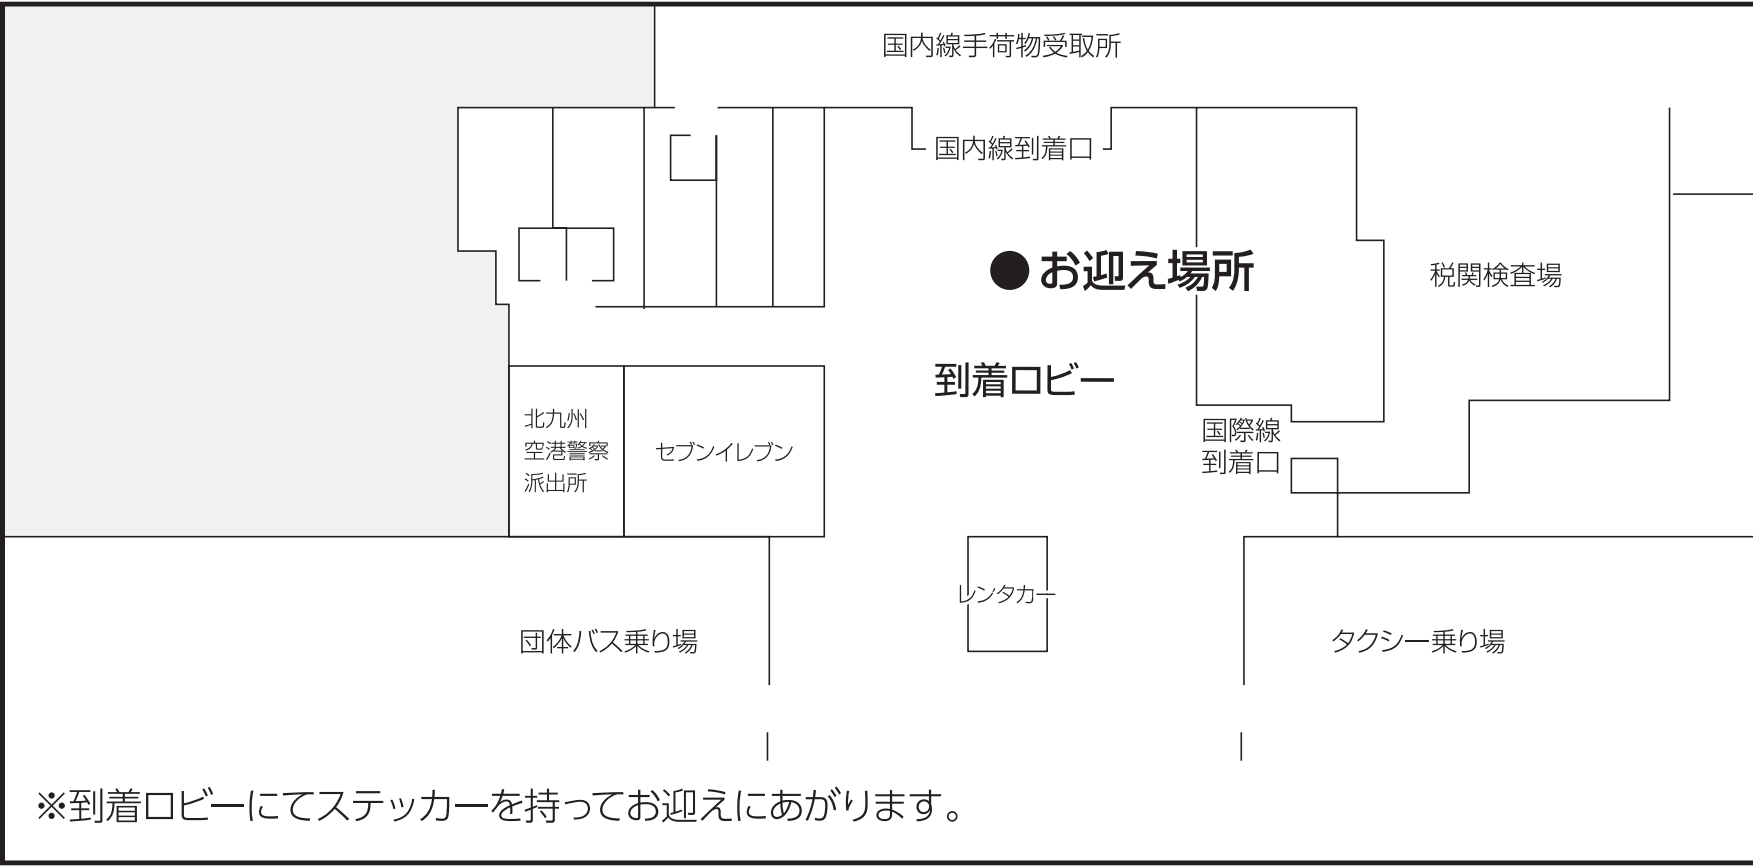 国内線手荷物受取所
国内線到着口
●お迎え場所
税関検査場
到着ロビー
北九州
空港警察
派出所
セブンイレブン
国際線
到着口
レンタカー
団体バス乗り場
タクシー乗り場
※到着ロビーにてステッカーを持ってお迎えにあがります。